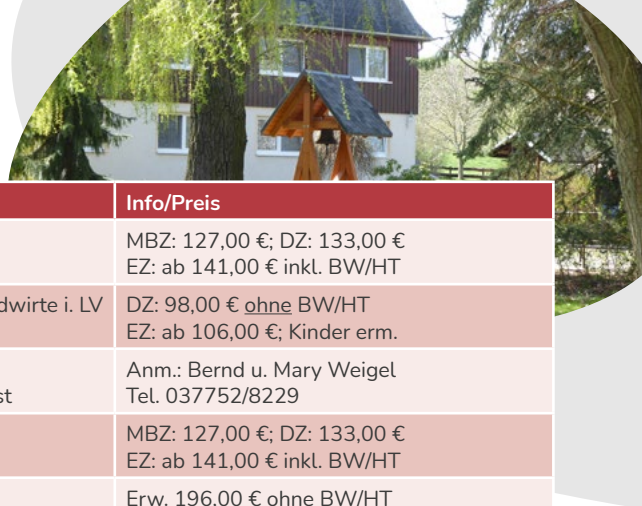 Info/Preis
MBZ: 127,00 €; DZ: 133,00 €
EZ: ab 141,00 € inkl. BW/HT
dwirte i. LV
DZ: 98,00 € ohne BW/HT
EZ: ab 106,00 €; Kinder erm.
Anm.: Bernd u. Mary Weigel
st
Tel. 037752/8229
MBZ: 127,00 €; DZ: 133,00 €
EZ: ab 141,00 € inkl. BW/HT
Erw. 196,00 € ohne BW/HT